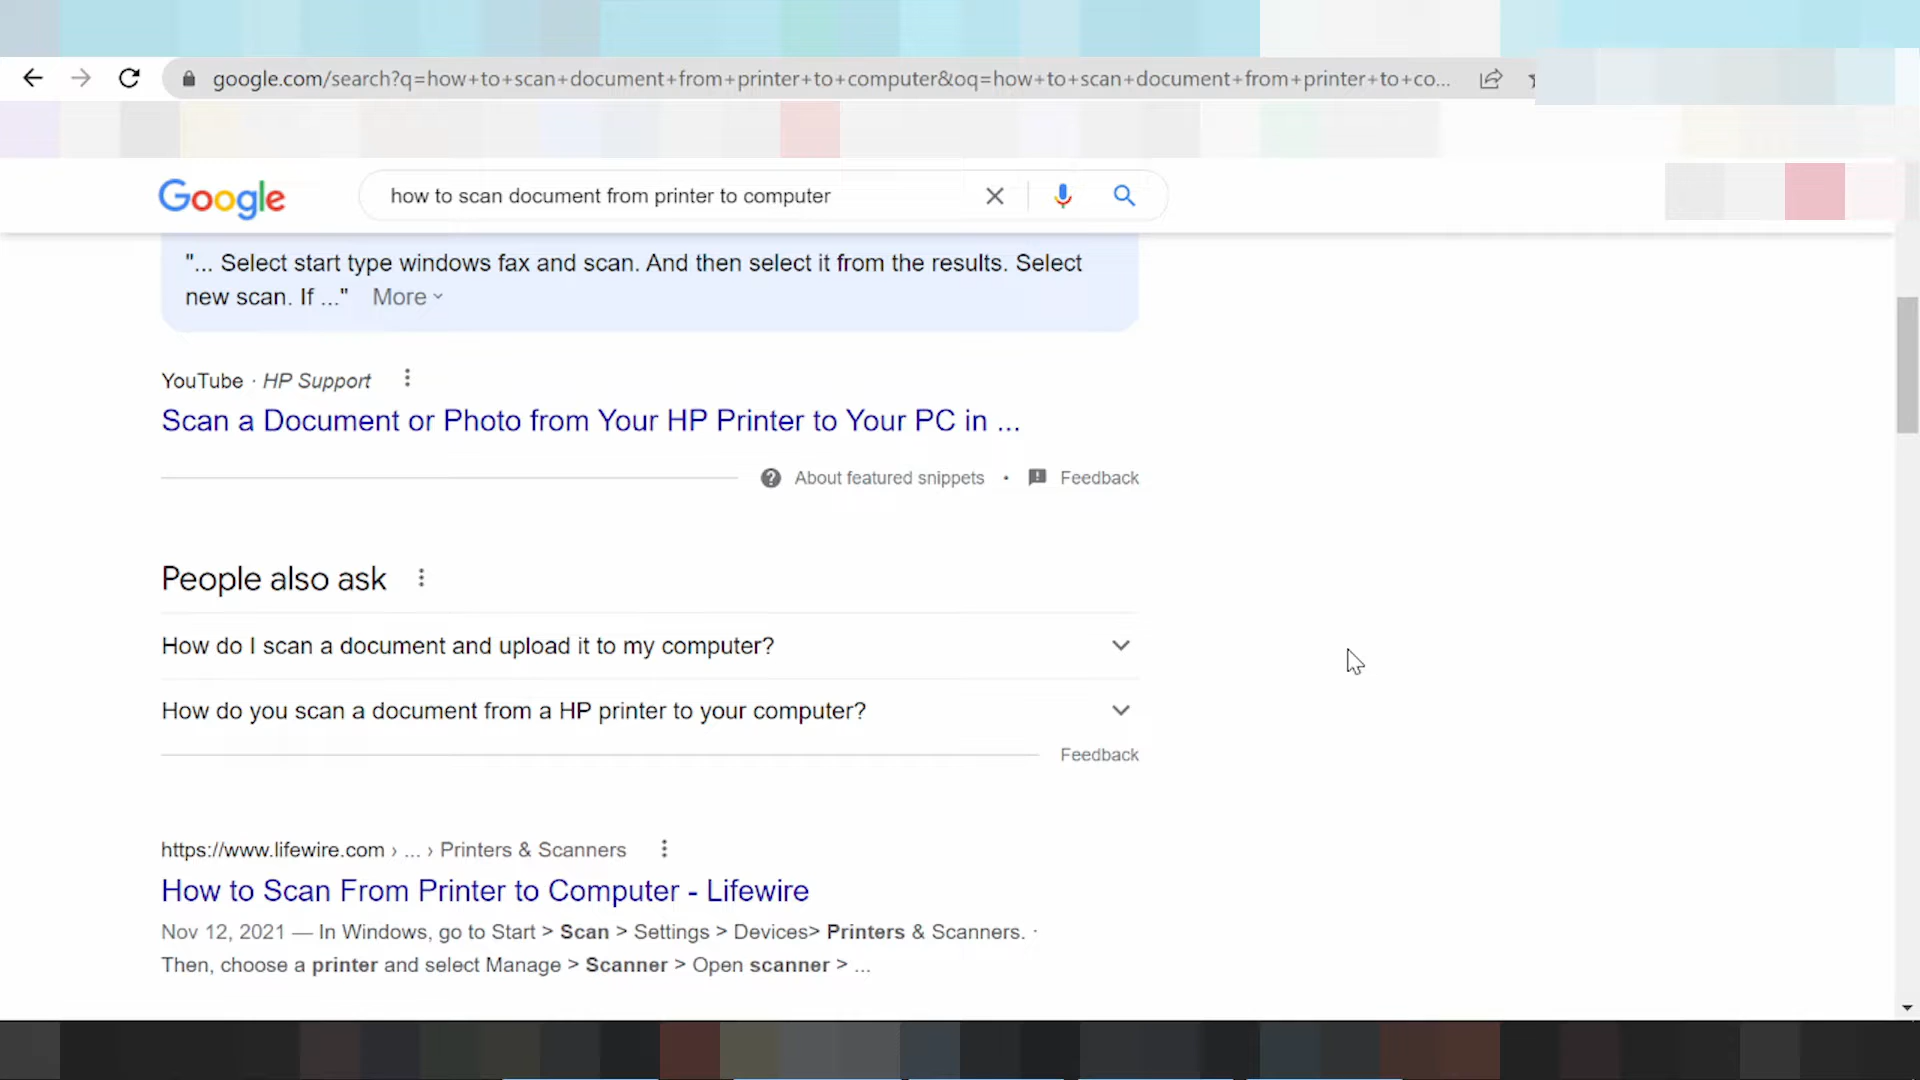 google.com/search?q=how+to+scan+document+from+printer+to+computer&oq=how+to+scan+document+from+printer+to+co...
Google
how to scan document from printer to computer
"... Select start type windows fax and scan. And then select it from the results. Select
new scan. If ..." More
YouTube · HP Support
Scan a Document or Photo from Your HP Printer to Your PC in ...
About featured snippets • Feedback
People also ask
How do I scan a document and upload it to my computer?
How do you scan a document from a HP printer to your computer?
Feedback
https://www.lifewire.com › ... › Printers & Scanners
How to Scan From Printer to Computer - Lifewire
Nov 12, 2021 — In Windows, go to Start > Scan > Settings > Devices> Printers & Scanners. ·
Then, choose a printer and select Manage > Scanner > Open scanner > ...